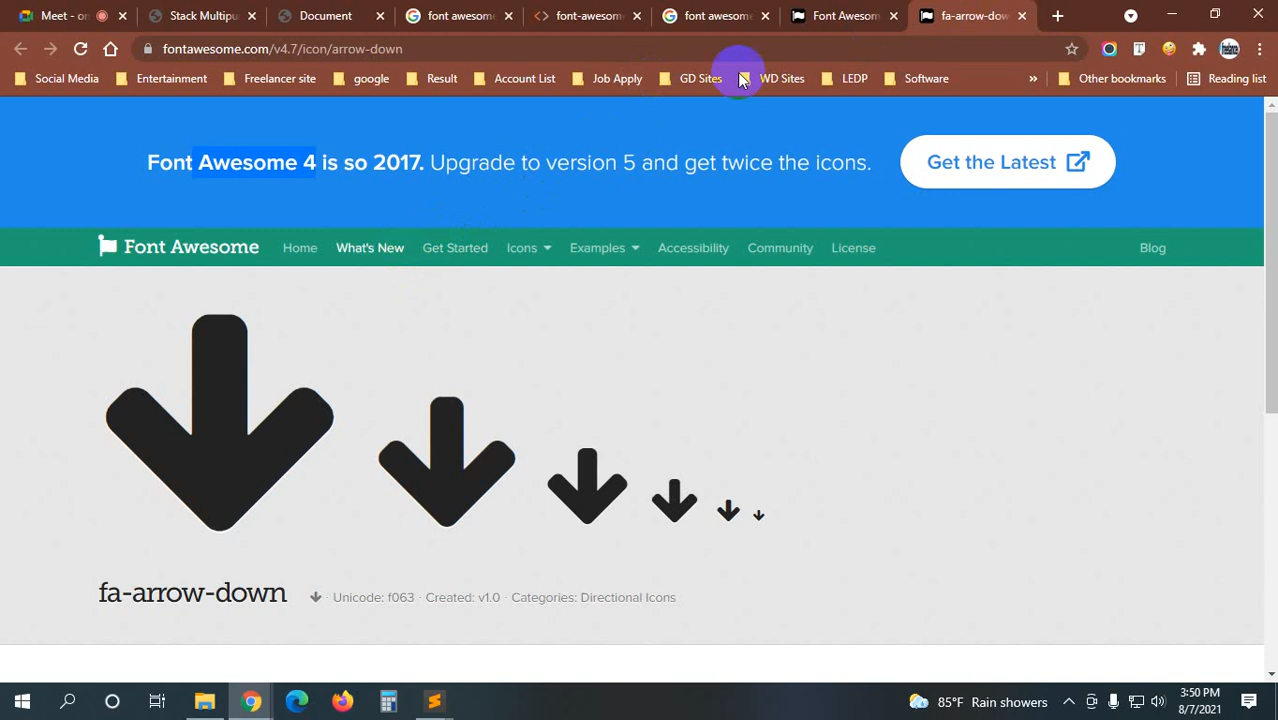 Meet - on
Stack Multipu
Document
font awesome
font-awesom
font awesome
Font Awesom
fa-arrow-dow
fontawesome.com/v4.7/icon/arrow-down
Social Media
Entertainment
Freelancer site
google
Result
Account List
Job Apply
GD Sites
WD Sites
LEDP
Software
»
Other bookmarks
Reading list
Font Awesome 4 is so 2017. Upgrade to version 5 and get twice the icons.
Get the Latest
Font Awesome
Home
What's New
Get Started
Icons
Examples
Accessibility
Community
License
Blog
fa-arrow-down
· Unicode: f063 · Created: v1.0 · Categories: Directional Icons
85°F Rain showers
3:50 PM
8/7/2021